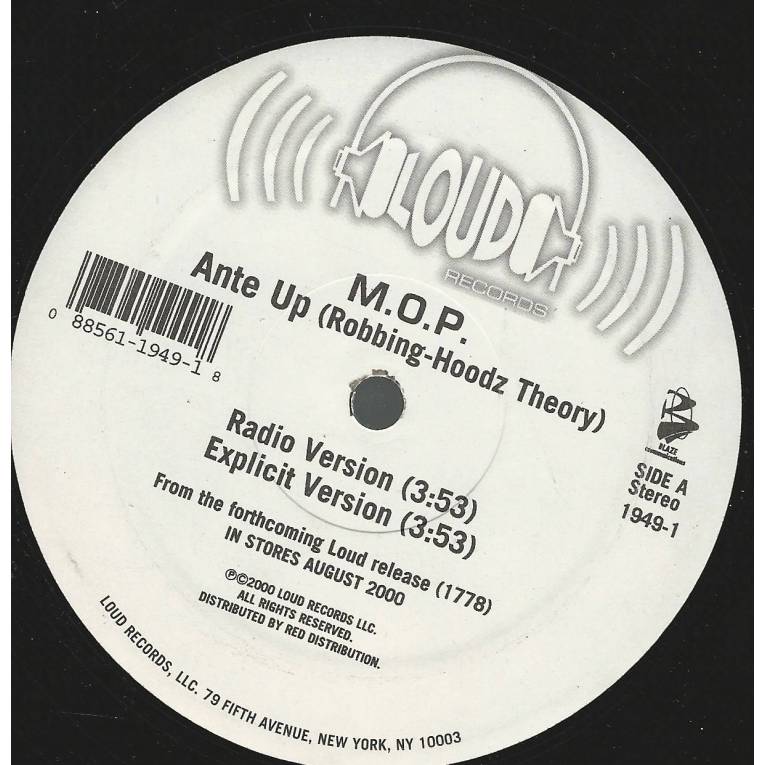 LOUD
RECORDS
M.O.P.
Ante Up (Robbing-Hoodz Theory)
0 88561-1949-1 8
Radio Version (3:53)
Explicit Version (3:53)
From the forthcoming Loud release (1778)
IN STORES AUGUST 2000
℗©2000 LOUD RECORDS LLC.
ALL RIGHTS RESERVED.
DISTRIBUTED BY RED DISTRIBUTION.
BLAZE
communications
SIDE A
Stereo
1949-1
LOUD RECORDS, LLC. 79 FIFTH AVENUE, NEW YORK, NY 10003